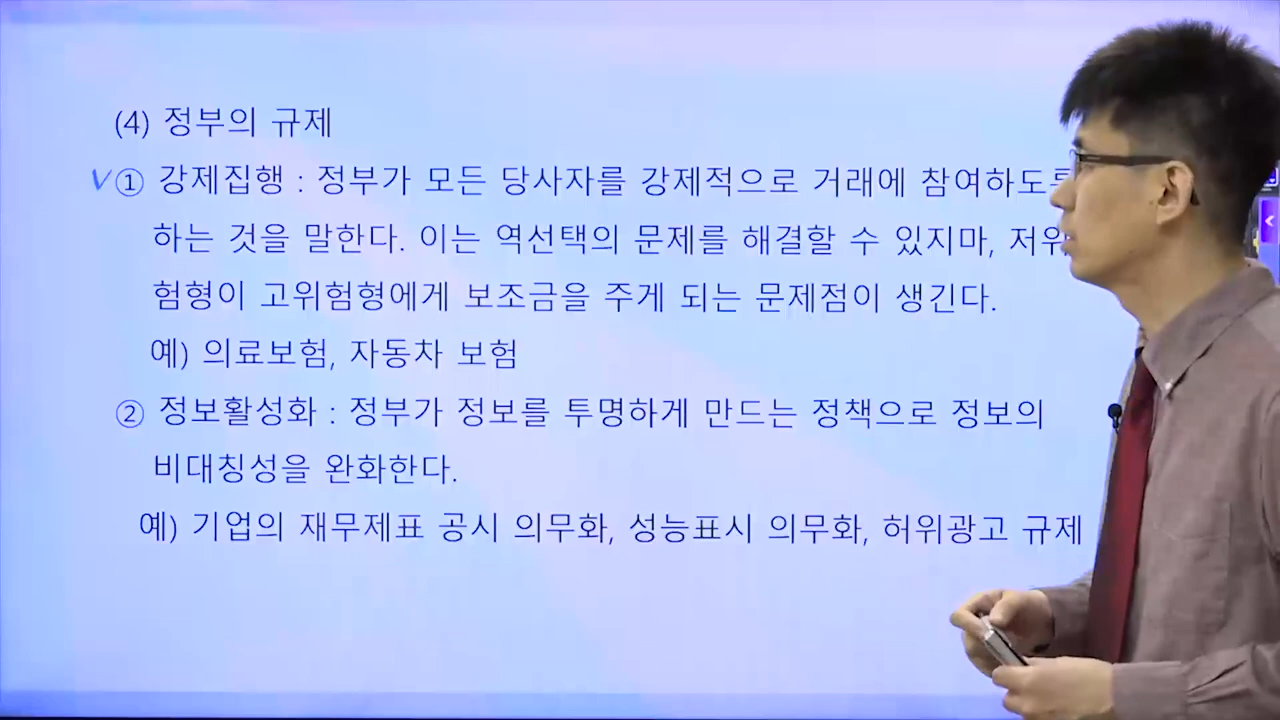 (4) 정부의 규제
① 강제집행 : 정부가 모든 당사자를 강제적으로 거래에 참여하도록
하는 것을 말한다. 이는 역선택의 문제를 해결할 수 있지마, 저위
험형이 고위험형에게 보조금을 주게 되는 문제점이 생긴다.
예) 의료보험, 자동차 보험
② 정보활성화 : 정부가 정보를 투명하게 만드는 정책으로 정보의
비대칭성을 완화한다.
예) 기업의 재무제표 공시 의무화, 성능표시 의무화, 허위광고 규제